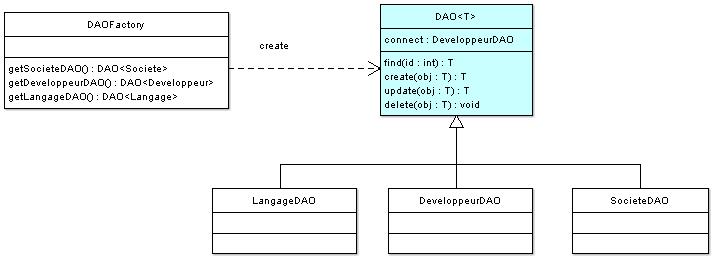 DAOFactory
getSocieteDAO() : DAO<Societe>
getDeveloppeurDAO() : DAO<Developpeur>
getLangageDAO() : DAO<Langage>
create
DAO<T>
connect : DeveloppeurDAO
find(id : int) : T
create(obj : T) : T
update(obj : T) : T
delete(obj : T) : void
LangageDAO
DeveloppeurDAO
SocieteDAO